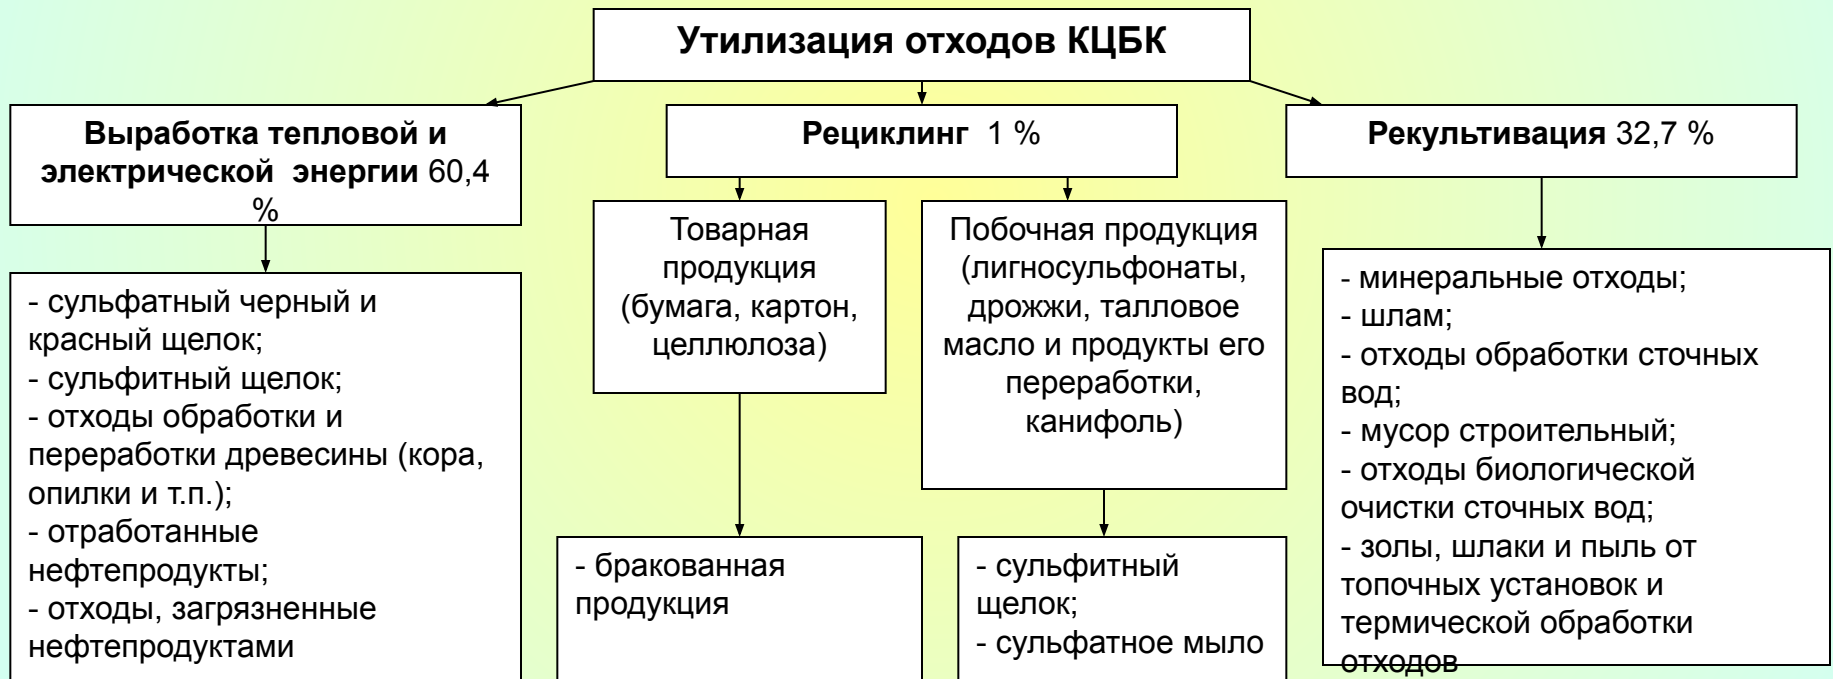 Утилизация отходов КЦБК
Выработка тепловой и
электрической энергии 60,4
%
Рециклинг 1 %
Рекультивация 32,7 %
- сульфатный черный и
красный щелок;
- сульфитный щелок;
- отходы обработки и
переработки древесины (кора,
опилки и т.п.);
- отработанные
нефтепродукты;
- отходы, загрязненные
нефтепродуктами
Товарная
продукция
(бумага, картон,
целлюлоза)
- бракованная
продукция
Побочная продукция
(лигносульфонаты,
дрожжи, талловое
масло и продукты его
переработки,
канифоль)
- сульфитный
щелок;
- сульфатное мыло
- минеральные отходы;
- шлам;
- отходы обработки сточных
вод;
- мусор строительный;
- отходы биологической
очистки сточных вод;
- золы, шлаки и пыль от
топочных установок и
термической обработки
отходов